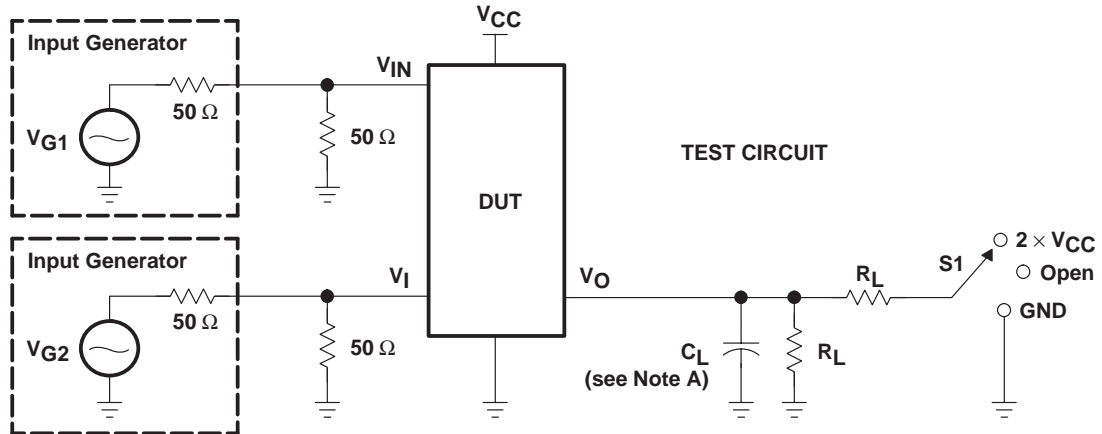 Input Generator
VCC
VIN
50 Ω
VG1
50 Ω
TEST CIRCUIT
DUT
Input Generator
VI
VO
50 Ω
VG2
50 Ω
CL
(see Note A)
RL
RL
S1
2 × VCC
Open
GND